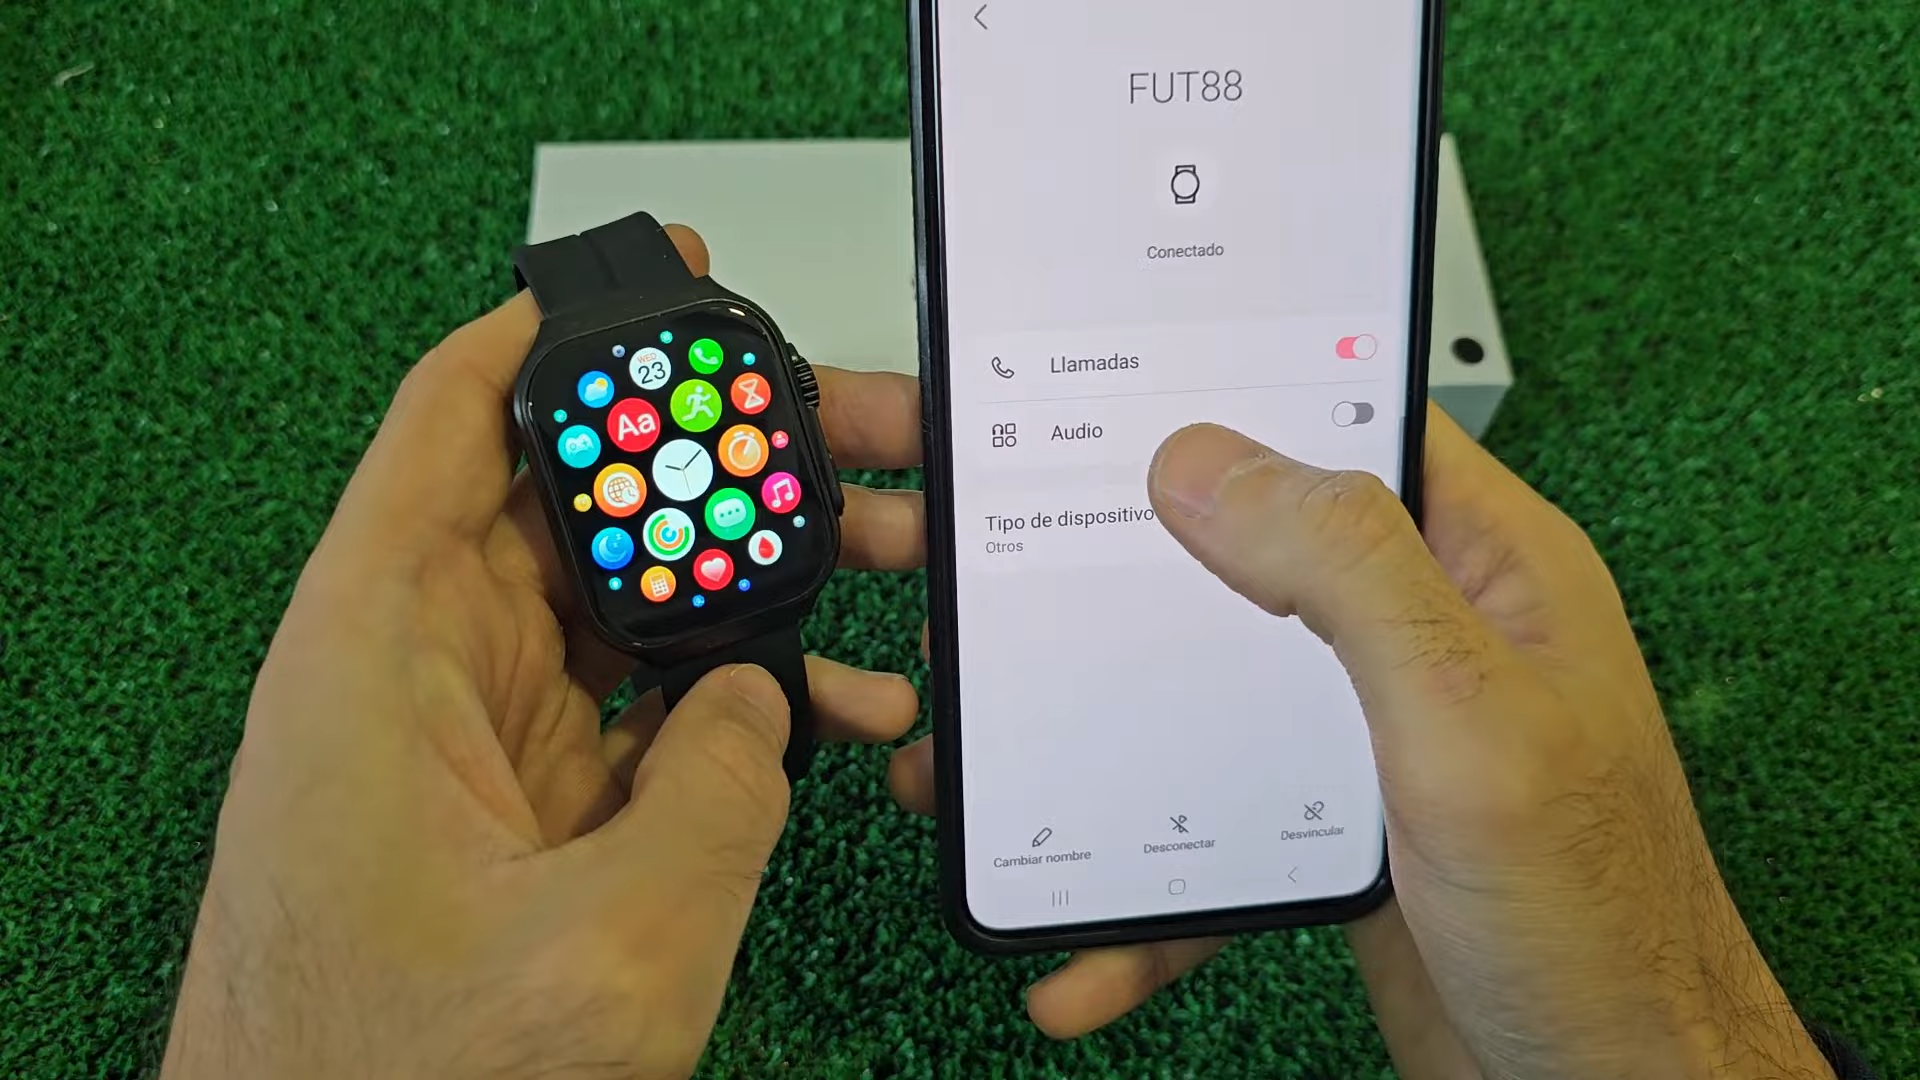 FUT88
Conectado
Llamadas
Audio
Tipo de dispositivo
Otros
Cambiar nombre
Desconectar
Desvincular
WED
23
Aa